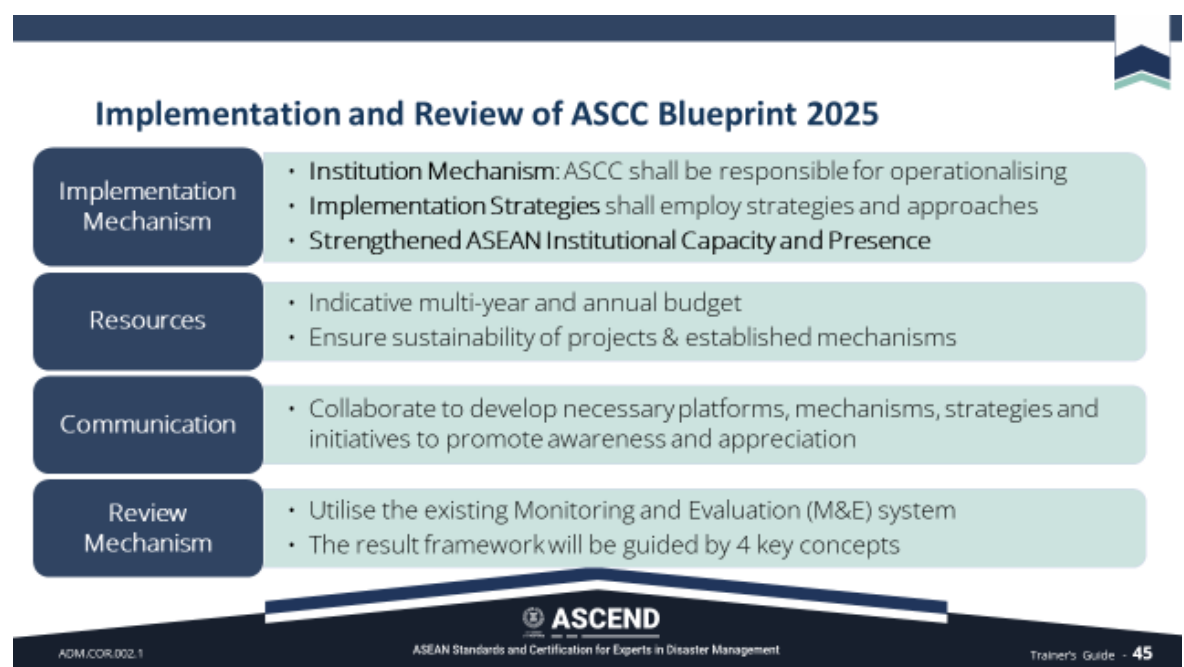 Implementation and Review of ASCC Blueprint 2025
Implementation
Mechanism
• Institution Mechanism: ASCC shall be responsible for operationalising
• Implementation Strategies shall employ strategies and approaches
• Strengthened ASEAN Institutional Capacity and Presence
Resources
• Indicative multi-year and annual budget
• Ensure sustainability of projects & established mechanisms
Communication
• Collaborate to develop necessary platforms, mechanisms, strategies and
initiatives to promote awareness and appreciation
Review
Mechanism
• Utilise the existing Monitoring and Evaluation (M&E) system
• The result framework will be guided by 4 key concepts
ASCEND
ASEAN Standards and Certification for Experts in Disaster Management
ADM.COR.002.1
Trainer's Guide - 45